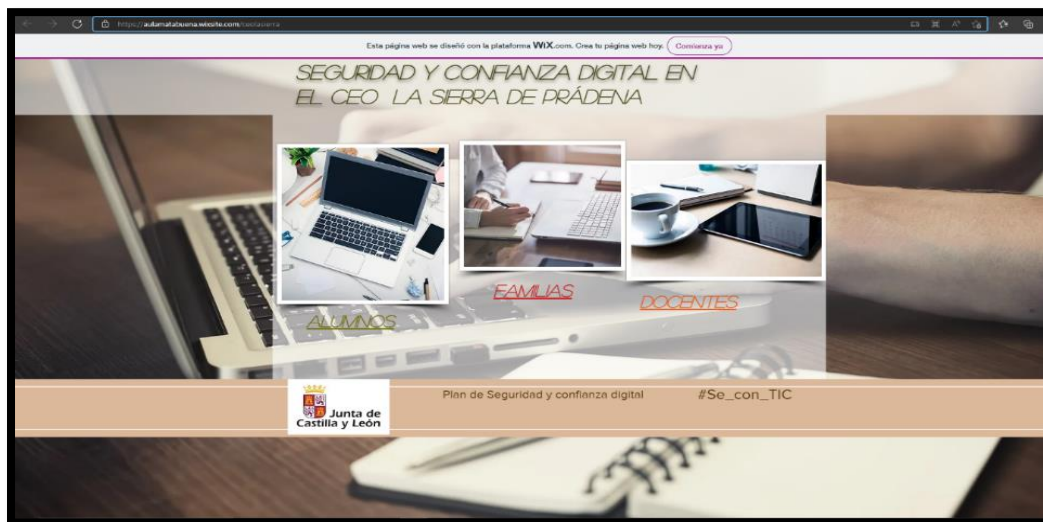 https://aulamatabuena.wixsite.com/ceolasierra
Esta página web se diseñó con la plataforma WiX.com. Crea tu página web hoy. Comienza ya
SEGURIDAD Y CONFIANZA DIGITAL EN
EL CEO LA SIERRA DE PRÁDENA
FAMILIAS
DOCENTES
ALUMNOS
Plan de Seguridad y confianza digital #Se_con_TIC
Junta de
Castilla y León